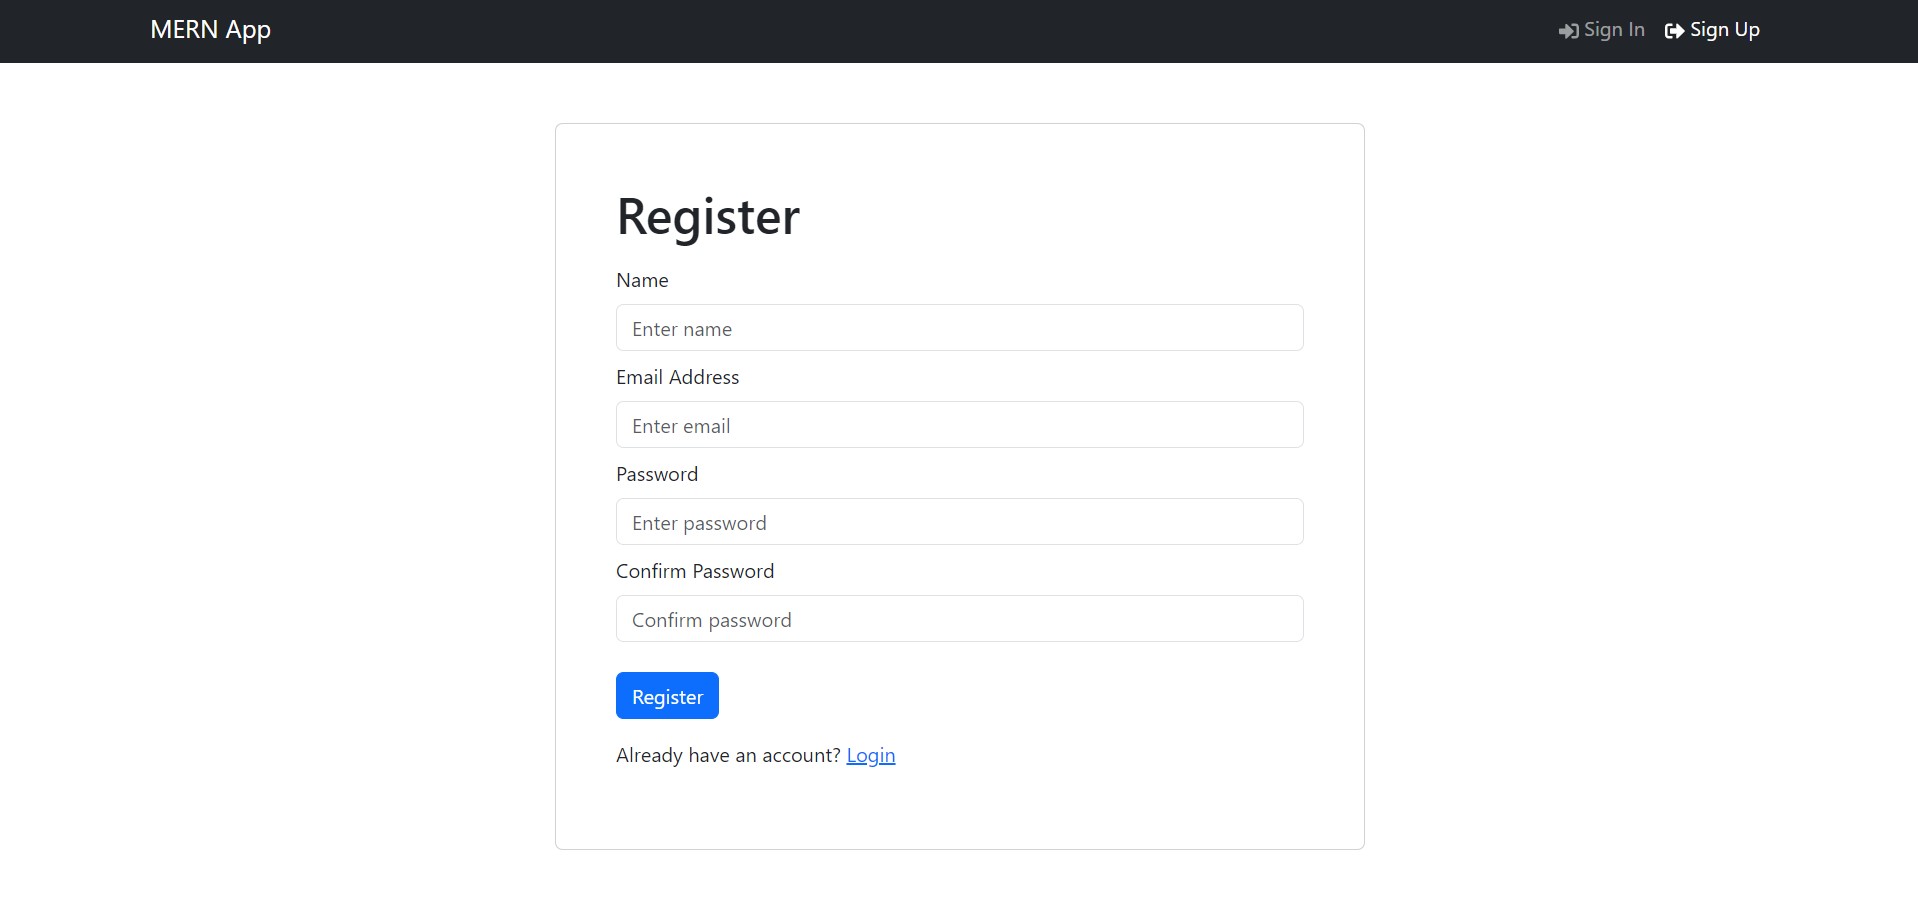 MERN App
Sign In
Sign Up
Register
Name
Enter name
Email Address
Enter email
Password
Enter password
Confirm Password
Confirm password
Register
Already have an account? Login